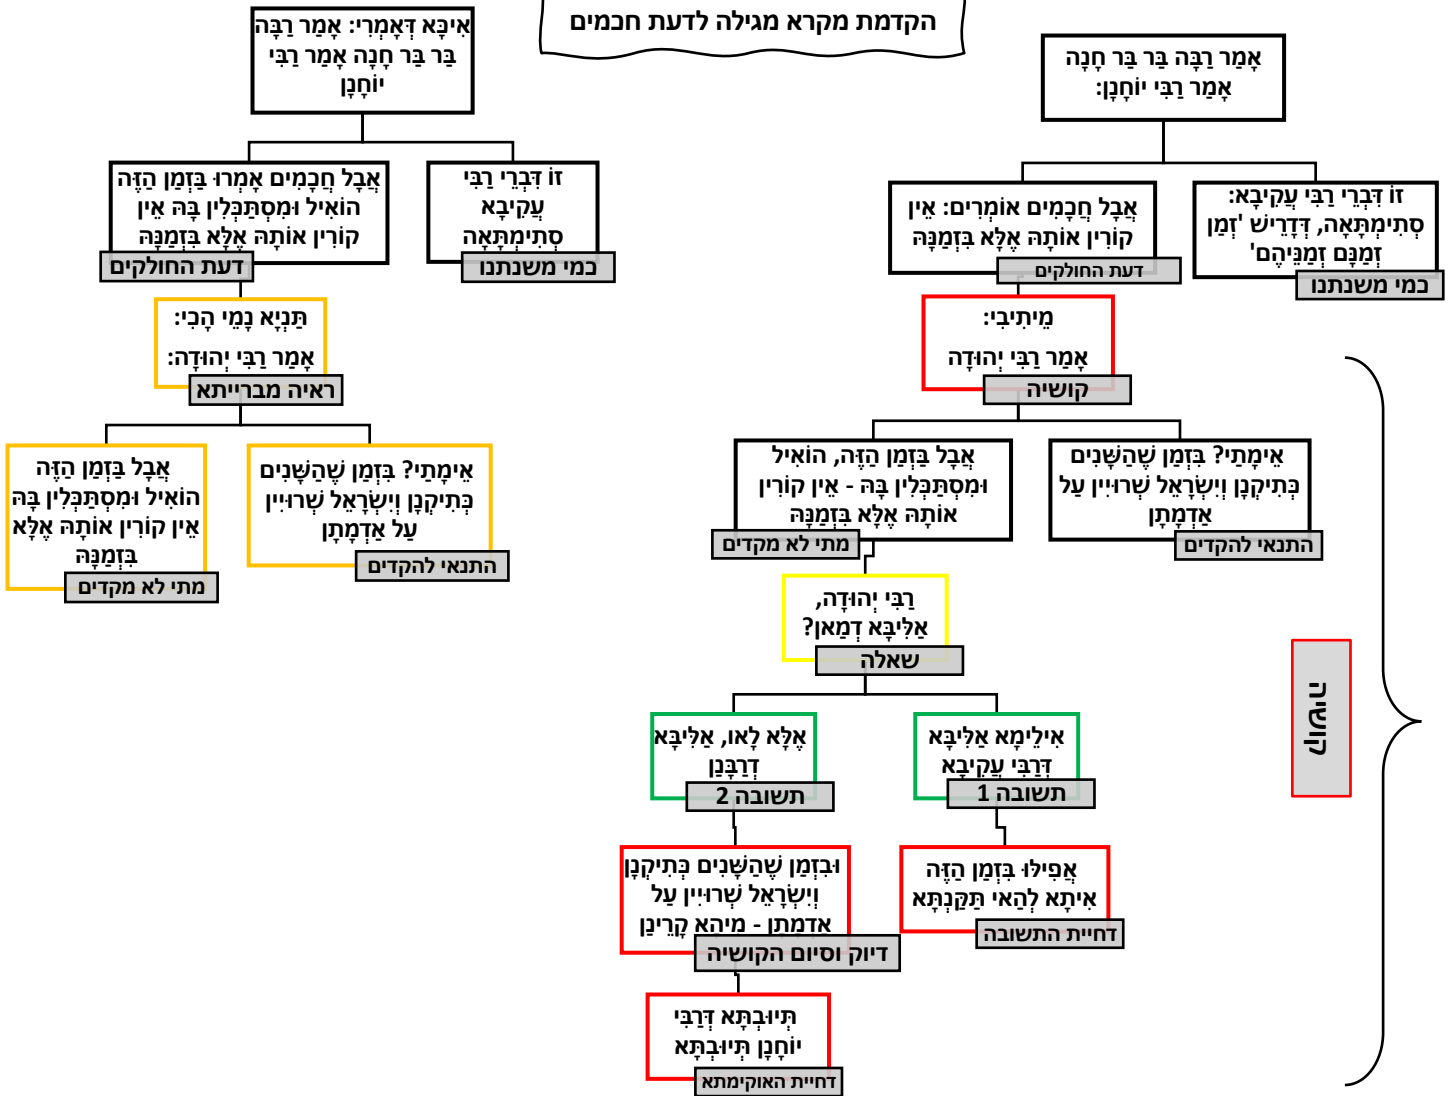 הקדמת מקרא מגילה לדעת חכמים
אָמַר רַבָּה בַּר בַּר חָנָה
אָמַר רַבִּי יוֹחָנָן:
זוֹ דִּבְרֵי רַבִּי עֲקִיבָא:
סְתִימְתָּאָה, דְּדָרֵישׁ 'זְמַן
זְמַנָּם זְמַנֵּיהֶם'
כמי משנתנו
אֲבָל חֲכָמִים אוֹמְרִים: אֵין
קוֹרִין אוֹתָהּ אֶלָּא בִּזְמַנָּהּ
דעת החולקים
מֵיתִיבִי:
אָמַר רַבִּי יְהוּדָה
קושיה
אֵימָתַי? בִּזְמַן שֶׁהַשָּׁנִים
כְּתִיקְנָן וְיִשְׂרָאֵל שְׁרוּיִין עַל
אַדְמָתָן
התנאי להקדים
אֲבָל בַּזְּמַן הַזֶּה, הוֹאִיל
וּמִסְתַּכְּלִין בָּהּ - אֵין קוֹרִין
אוֹתָהּ אֶלָּא בִּזְמַנָּהּ
מתי לא מקדים
רַבִּי יְהוּדָה,
אַלִּיבָּא דְמַאן?
שאלה
אִילֵימָא אַלִּיבָּא
דְּרַבִּי עֲקִיבָא
תשובה 1
אֲפִילּוּ בִּזְמַן הַזֶּה
אִיתָא לְהַאי תַּקַּנְתָּא
דחיית התשובה
אֶלָּא לָאו, אַלִּיבָּא
דְרַבָּנַן
תשובה 2
וּבִזְמַן שֶׁהַשָּׁנִים כְּתִיקְנָן
וְיִשְׂרָאֵל שְׁרוּיִין עַל
אַדְמָתָן - מִיהָא קָרֵינַן
דיוק וסיום הקושיה
תְּיוּבְתָּא דְּרַבִּי
יוֹחָנָן תְּיוּבְתָּא
דחיית האוקימתא
קושיה
אִיכָּא דְּאָמְרִי: אָמַר רַבָּה
בַּר בַּר חָנָה אָמַר רַבִּי
יוֹחָנָן
זוֹ דִּבְרֵי רַבִּי
עֲקִיבָא
סְתִימְתָּאָה
כמי משנתנו
אֲבָל חֲכָמִים אָמְרוּ בַּזְּמַן הַזֶּה
הוֹאִיל וּמִסְתַּכְּלִין בָּהּ אֵין
קוֹרִין אוֹתָהּ אֶלָּא בִּזְמַנָּהּ
דעת החולקים
תַּנְיָא נָמֵי הָכִי:
אָמַר רַבִּי יְהוּדָה:
ראיה מברייתא
אֵימָתַי? בִּזְמַן שֶׁהַשָּׁנִים
כְּתִיקְנָן וְיִשְׂרָאֵל שְׁרוּיִין
עַל אַדְמָתָן
התנאי להקדים
אֲבָל בַּזְּמַן הַזֶּה
הוֹאִיל וּמִסְתַּכְּלִין בָּהּ
אֵין קוֹרִין אוֹתָהּ אֶלָּא
בִּזְמַנָּהּ
מתי לא מקדים